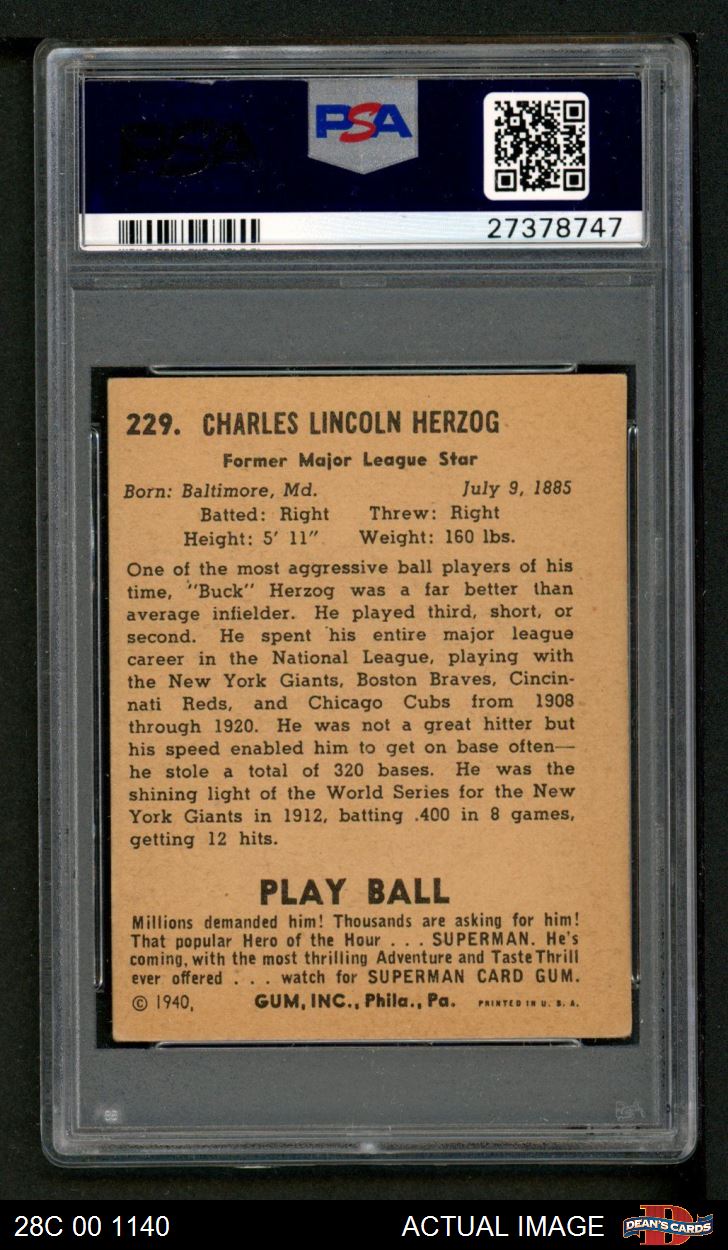 PSA
PSA
27378747
229. CHARLES LINCOLN HERZOG
Former Major League Star
Born: Baltimore, Md. July 9, 1885
Batted: Right Threw: Right
Height: 5' 11" Weight: 160 lbs.
One of the most aggressive ball players of his
time, "Buck" Herzog was a far better than
average infielder. He played third, short, or
second. He spent his entire major league
career in the National League, playing with
the New York Giants, Boston Braves, Cincin-
nati Reds, and Chicago Cubs from 1908
through 1920. He was not a great hitter but
his speed enabled him to get on base often—
he stole a total of 320 bases. He was the
shining light of the World Series for the New
York Giants in 1912, batting .400 in 8 games,
getting 12 hits.
PLAY BALL
Millions demanded him! Thousands are asking for him!
That popular Hero of the Hour . . . SUPERMAN. He's
coming, with the most thrilling Adventure and Taste Thrill
ever offered . . . watch for SUPERMAN CARD GUM.
© 1940, GUM, INC., Phila., Pa. PRINTED IN U. S. A.
28C 00 1140 ACTUAL IMAGE DEAN'S CARDS